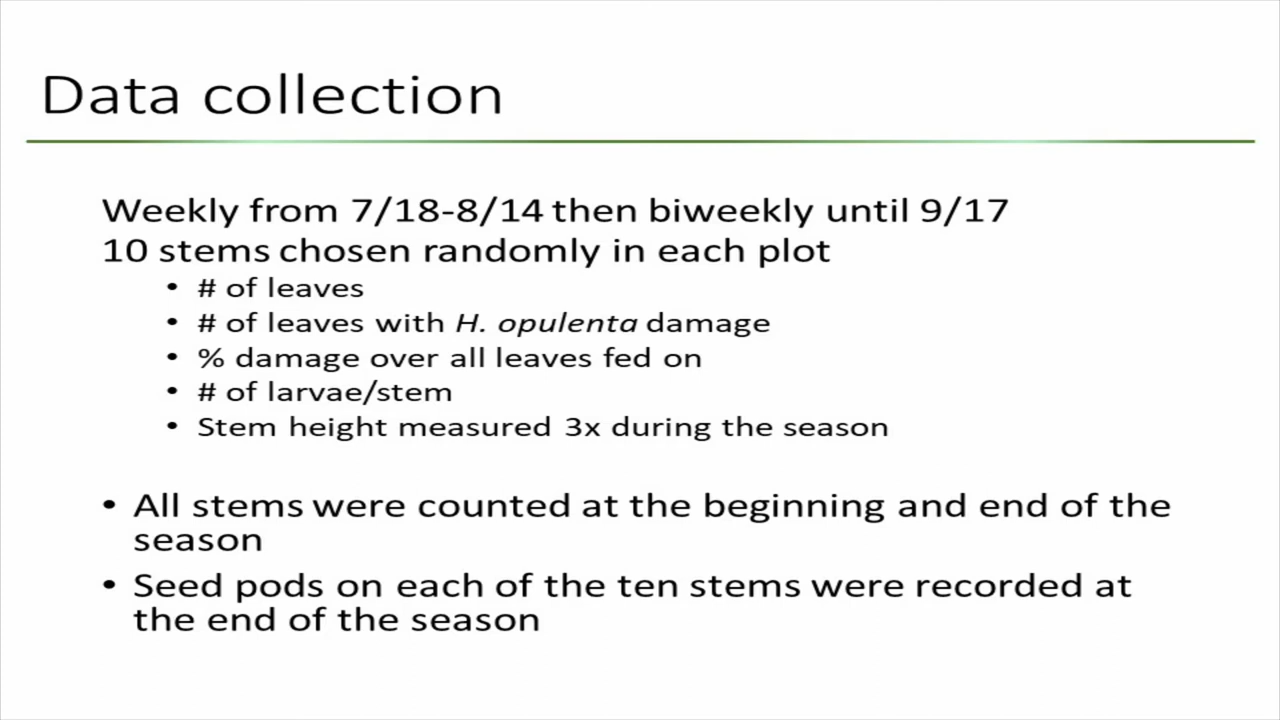 Data collection
Weekly from 7/18-8/14 then biweekly until 9/17
10 stems chosen randomly in each plot
• # of leaves
• # of leaves with H. opulenta damage
• % damage over all leaves fed on
• # of larvae/stem
• Stem height measured 3x during the season
• All stems were counted at the beginning and end of the
season
• Seed pods on each of the ten stems were recorded at
the end of the season